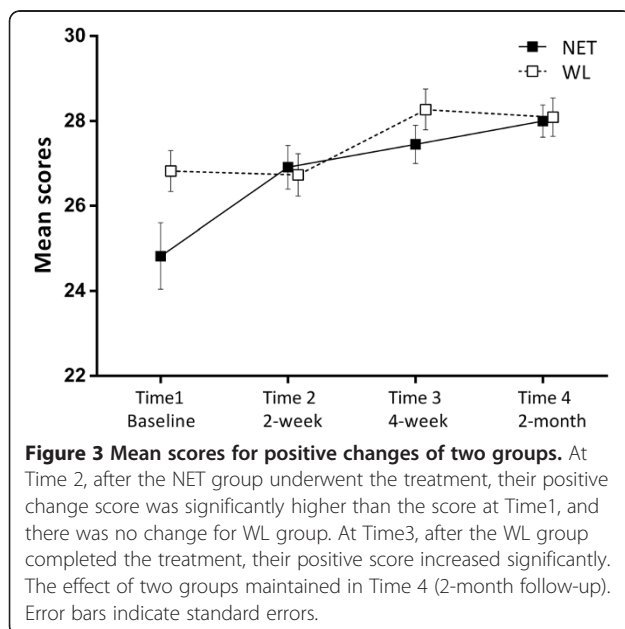 30
28
26
24
22
Mean scores
NET
WL
Time1
Baseline
Time 2
2-week
Time 3
4-week
Time 4
2-month
Figure 3 Mean scores for positive changes of two groups. At
Time 2, after the NET group underwent the treatment, their positive
change score was significantly higher than the score at Time1, and
there was no change for WL group. At Time3, after the WL group
completed the treatment, their positive score increased significantly.
The effect of two groups maintained in Time 4 (2-month follow-up).
Error bars indicate standard errors.